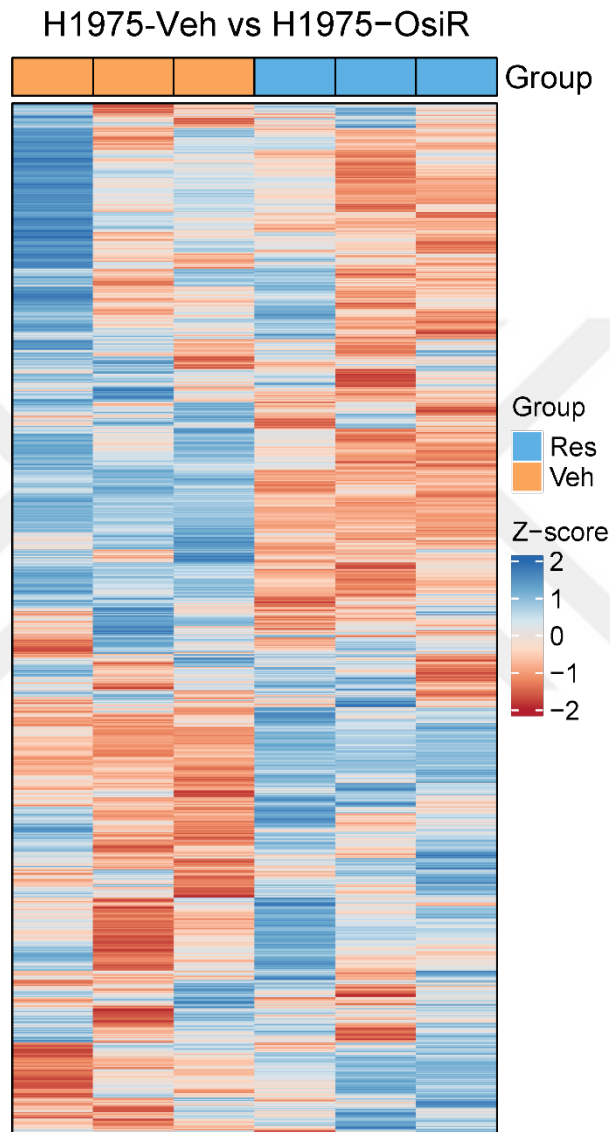 H1975-Veh vs H1975−OsiR
Group
Group
Res
Veh
Z−score
2
1
0
−1
−2